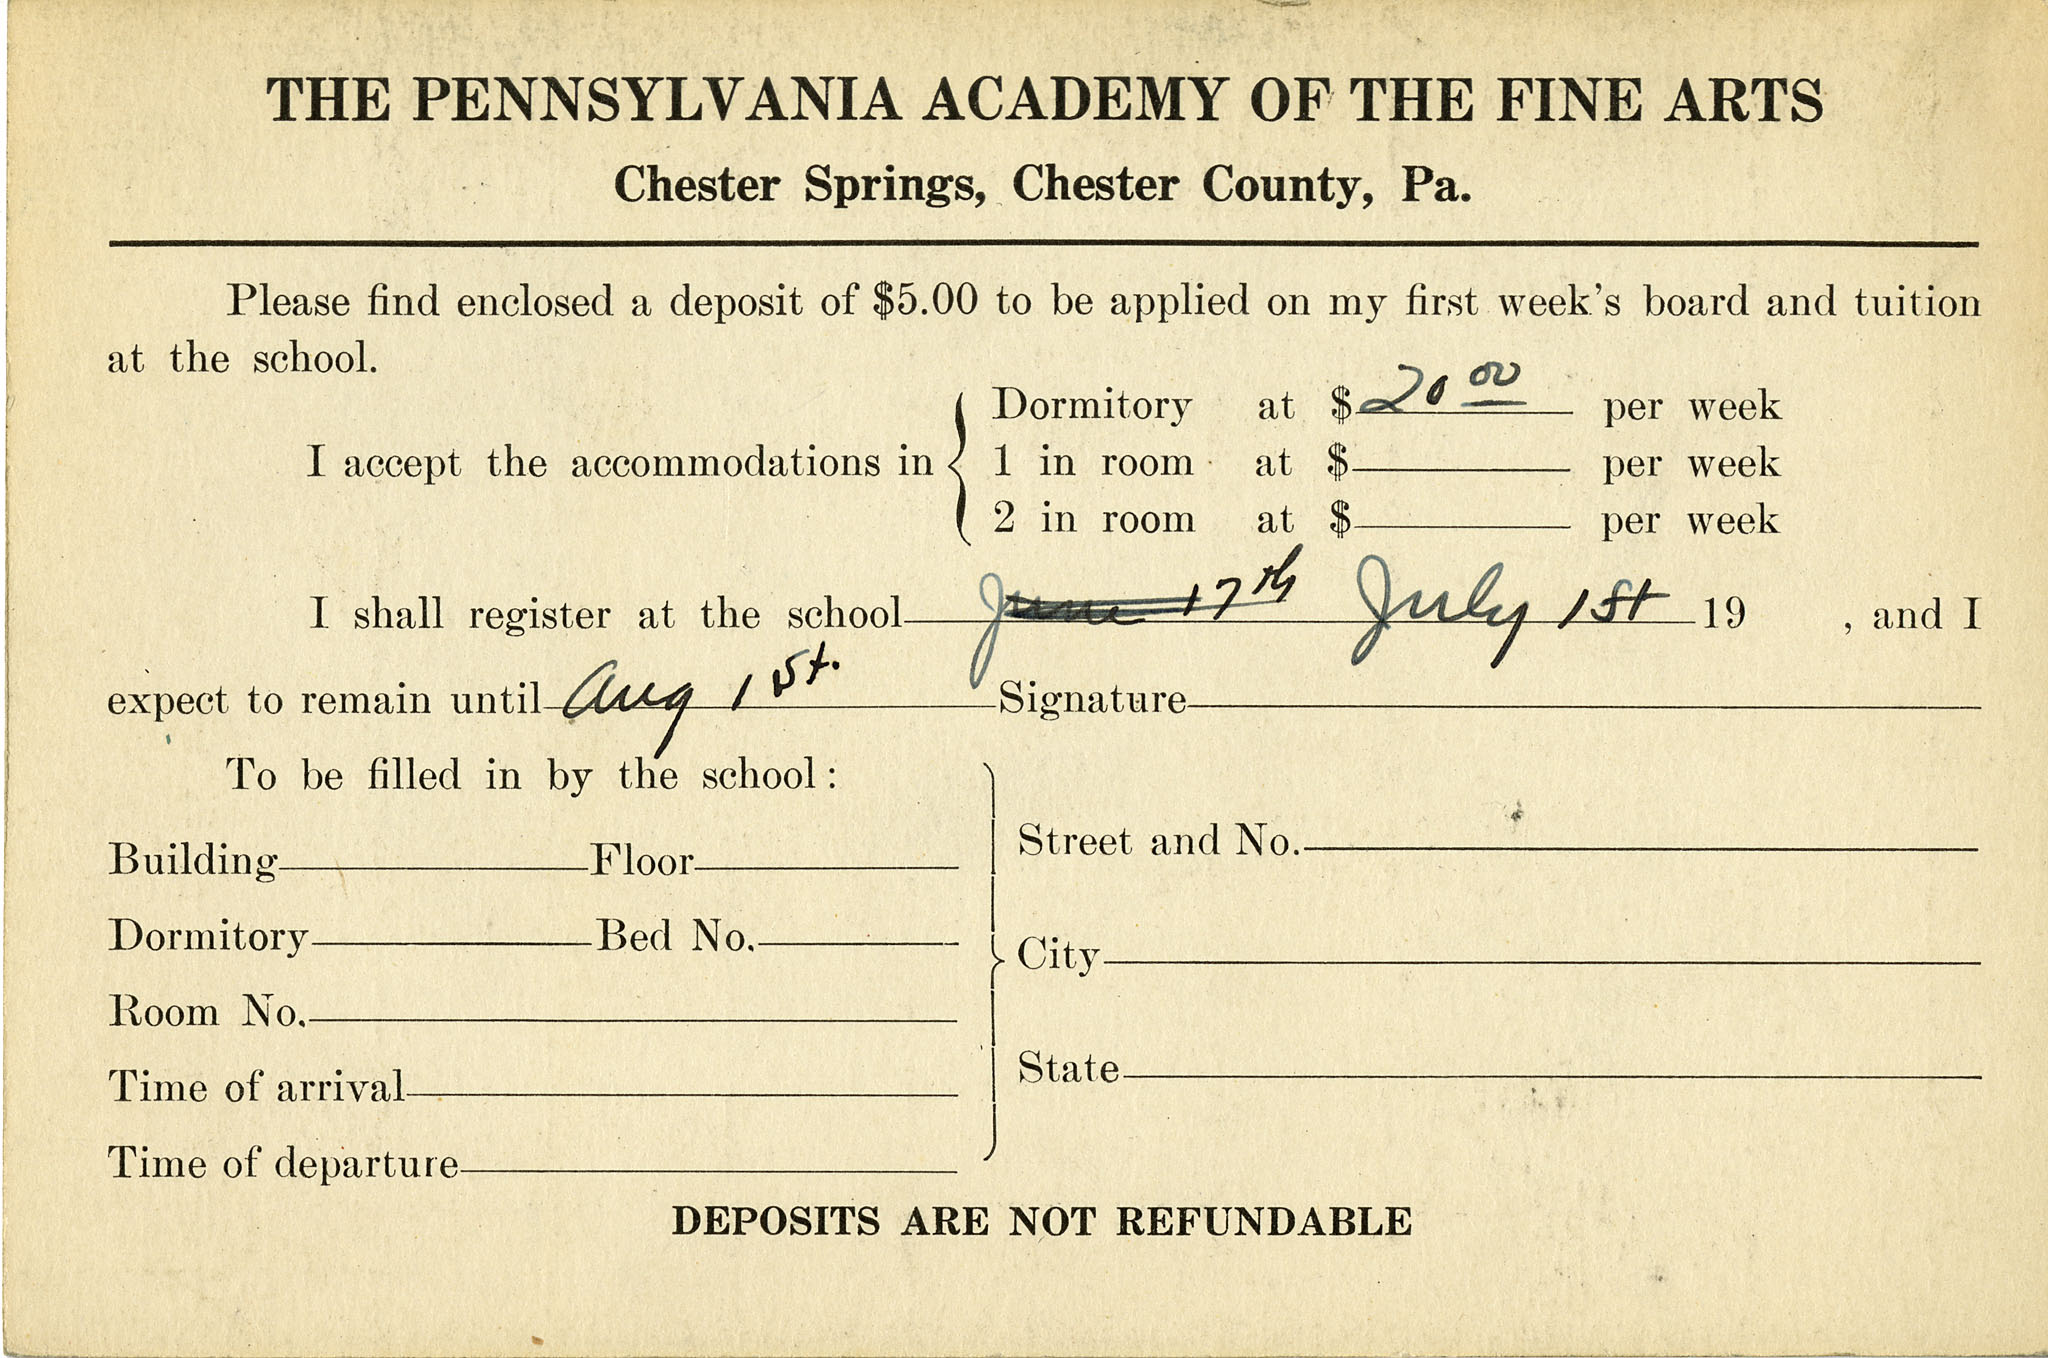 THE PENNSYLVANIA ACADEMY OF THE FINE ARTS
Chester Springs, Chester County, Pa.
Please find enclosed a deposit of $5.00 to be applied on my first week's board and tuition
at the school.
Dormitory at $ 20 00 per week
I accept the accommodations in 1 in room at $ per week
2 in room at $ per week
I shall register at the school June 17th July 1st 19 , and I
expect to remain until Aug 1st. Signature
To be filled in by the school:
Street and No.
Building Floor
Dormitory Bed No.
City
Room No.
State
Time of arrival
Time of departure
DEPOSITS ARE NOT REFUNDABLE